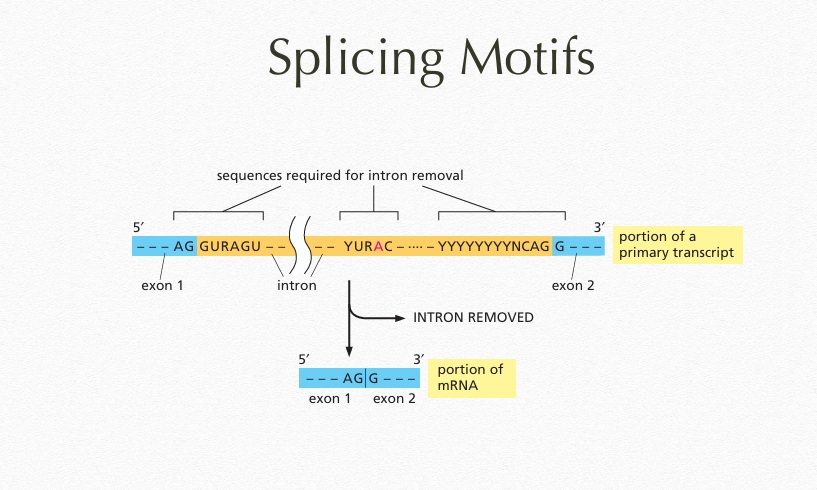 Splicing Motifs
sequences required for intron removal
5′ 3′
– – – AG GURAGU – – – – YURAC – ···· – YYYYYYYYNCAG G – – –
portion of a
primary transcript
exon 1 intron exon 2
INTRON REMOVED
5′ 3′
– – – AG G – – –
portion of
mRNA
exon 1 exon 2